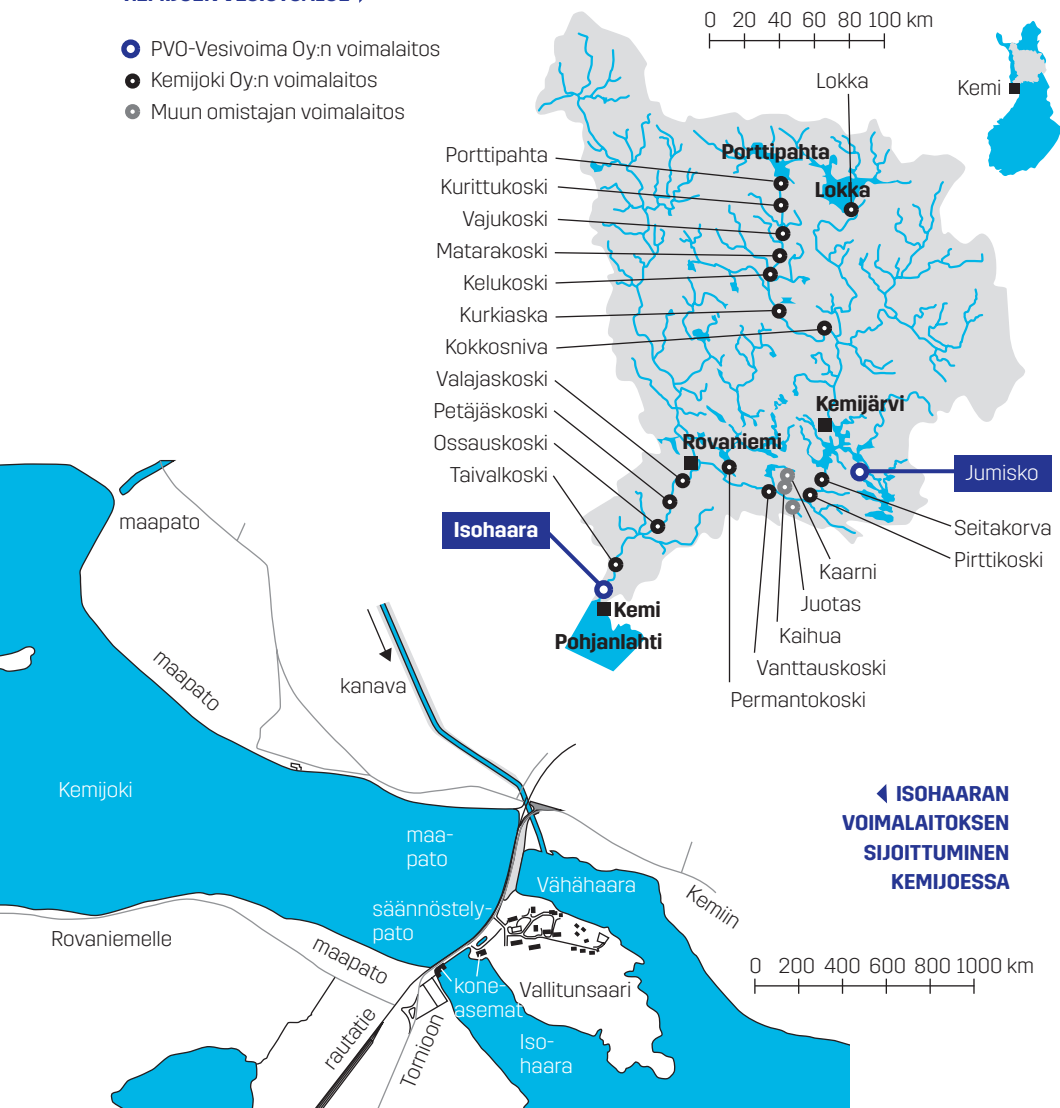 PVO-Vesivoima Oy:n voimalaitos
Kemijoki Oy:n voimalaitos
Muun omistajan voimalaitos
0 20 40 60 80 100 km
Kemi
Lokka
Porttipahta
Kurittukoski
Vajukoski
Matarakoski
Kelukoski
Kurkiaska
Kokkosniva
Valajaskoski
Petäjäskoski
Ossauskoski
Taivalkoski
Isohaara
Porttipahta
Lokka
Kemijärvi
Rovaniemi
Jumisko
Seitakorva
Pirttikoski
Kaarni
Juotas
Kaihua
Vanttauskoski
Permantokoski
Kemi
Pohjanlahti
maapato
maapato
kanava
Kemijoki
maa-
pato
säännöstely-
pato
Vähähaara
Kemiin
Rovaniemelle
maapato
kone-
asemat
Vallitunsaari
Iso-
haara
rautatie
Tornioon
ISOHAARAN
VOIMALAITOKSEN
SIJOITTUMINEN
KEMIJOESSA
0 200 400 600 800 1000 km